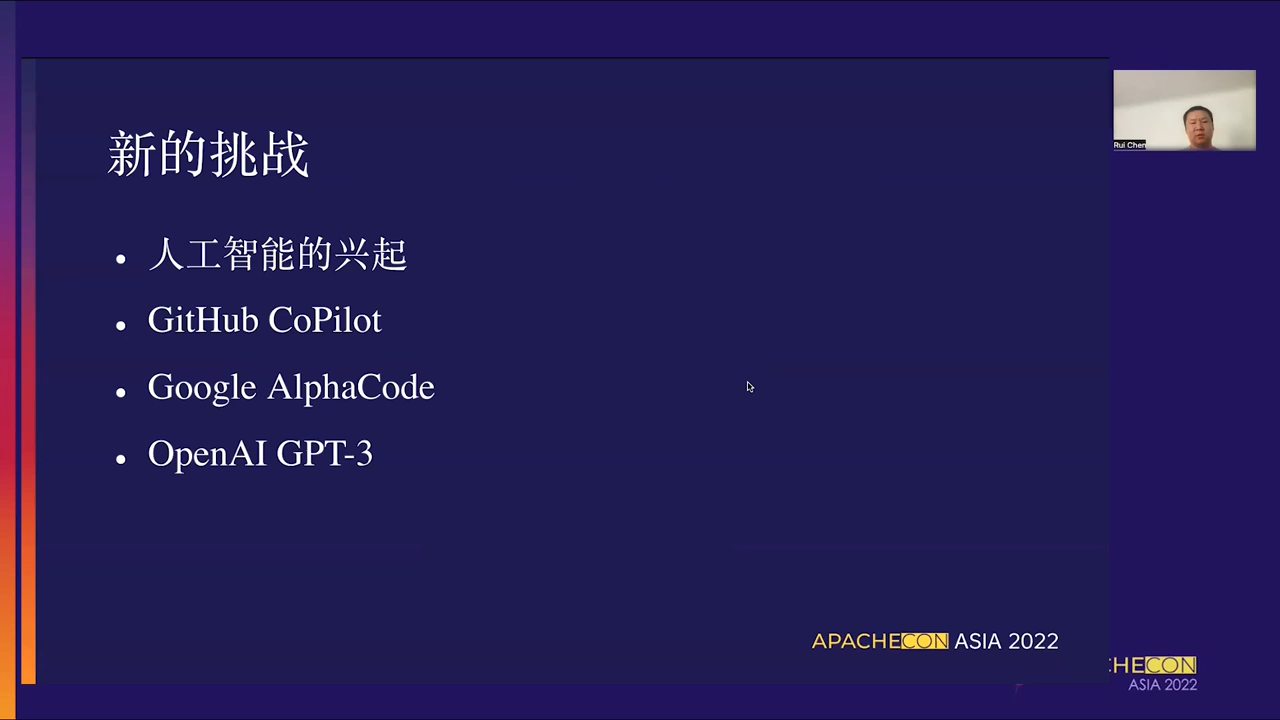 新的挑战
人工智能的兴起
GitHub CoPilot
Google AlphaCode
OpenAI GPT-3
APACHECON ASIA 2022
Rui Chen
CHECON
ASIA 2022